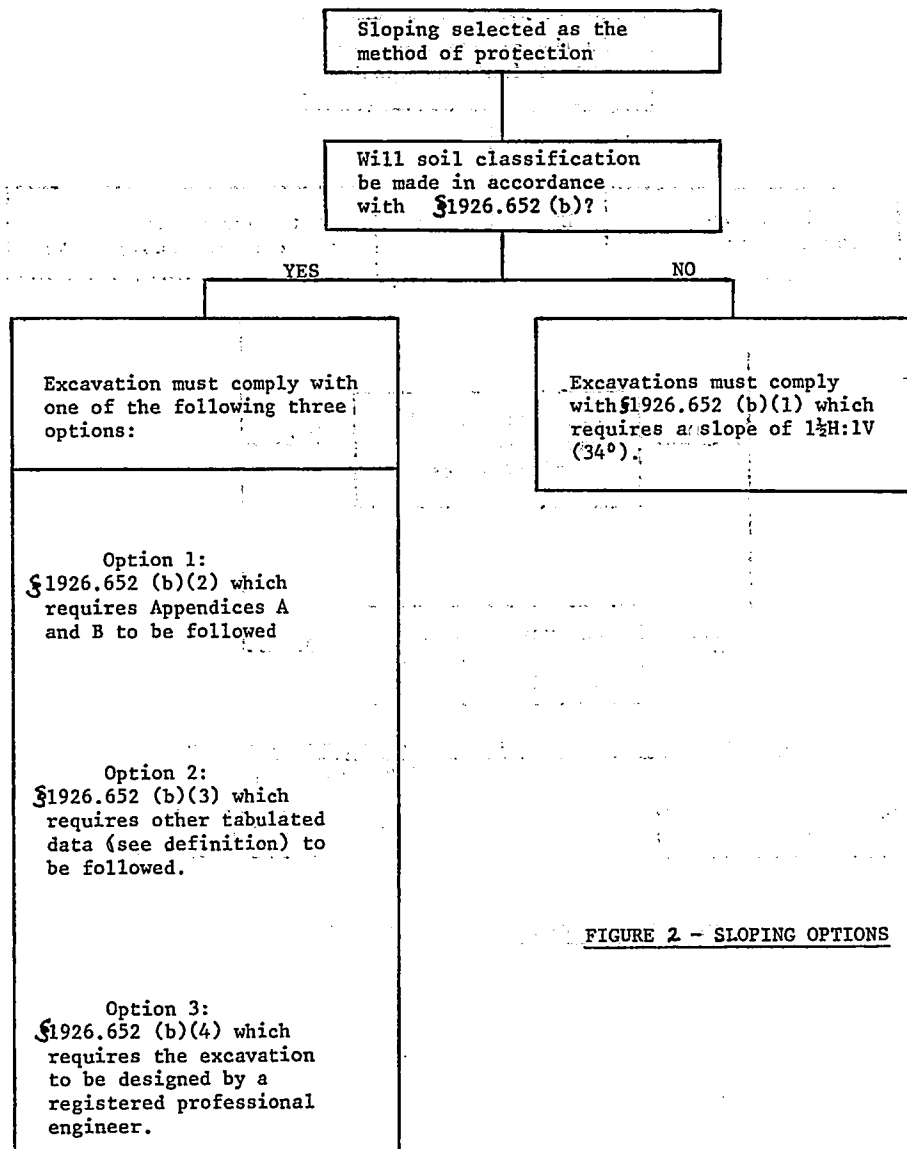 Sloping selected as the
method of protection
Will soil classification
be made in accordance
with §1926.652 (b)?
YES
NO
Excavation must comply with
one of the following three
options:
Excavations must comply
with §1926.652 (b)(1) which
requires a slope of 1½H:1V
(34°).
Option 1:
§1926.652 (b)(2) which
requires Appendices A
and B to be followed
Option 2:
§1926.652 (b)(3) which
requires other tabulated
data (see definition) to
be followed.
FIGURE 2 - SLOPING OPTIONS
Option 3:
§1926.652 (b)(4) which
requires the excavation
to be designed by a
registered professional
engineer.